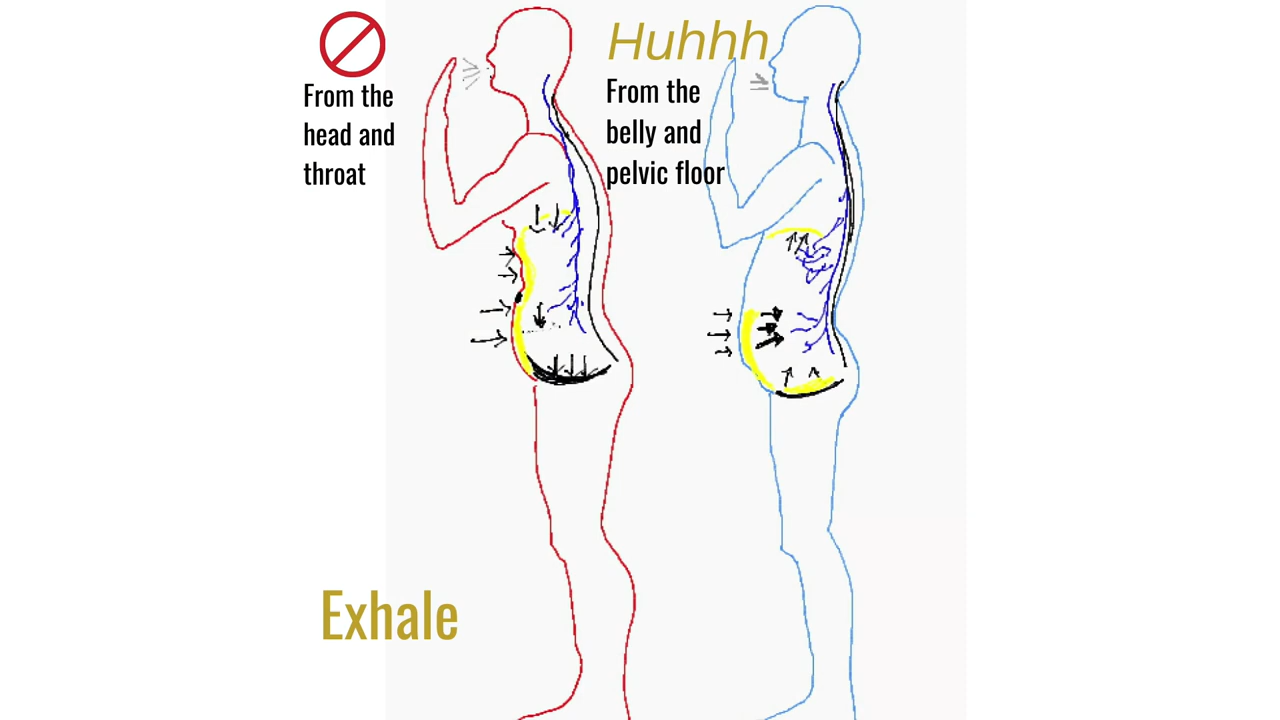 From the
head and
throat
Huhhh
From the
belly and
pelvic floor
Exhale